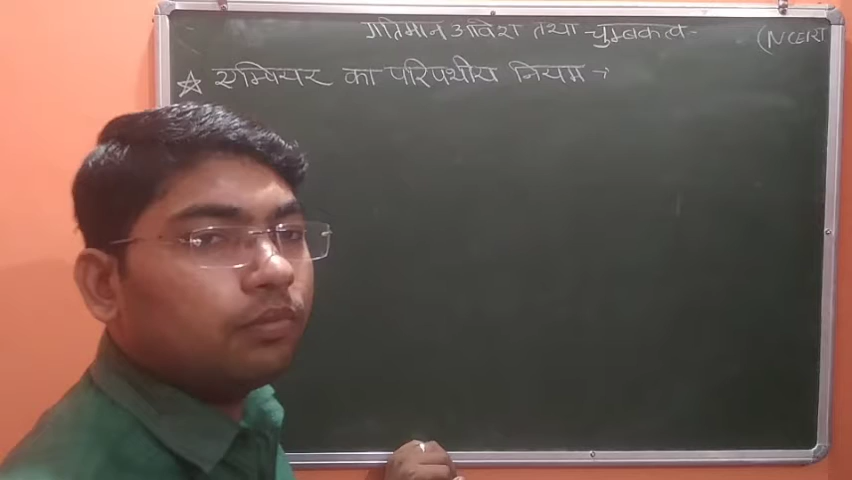 गतिमान आवेश तथा चुम्बकत्व (NCERT
☆ एम्पियर का परिपथीय नियम →